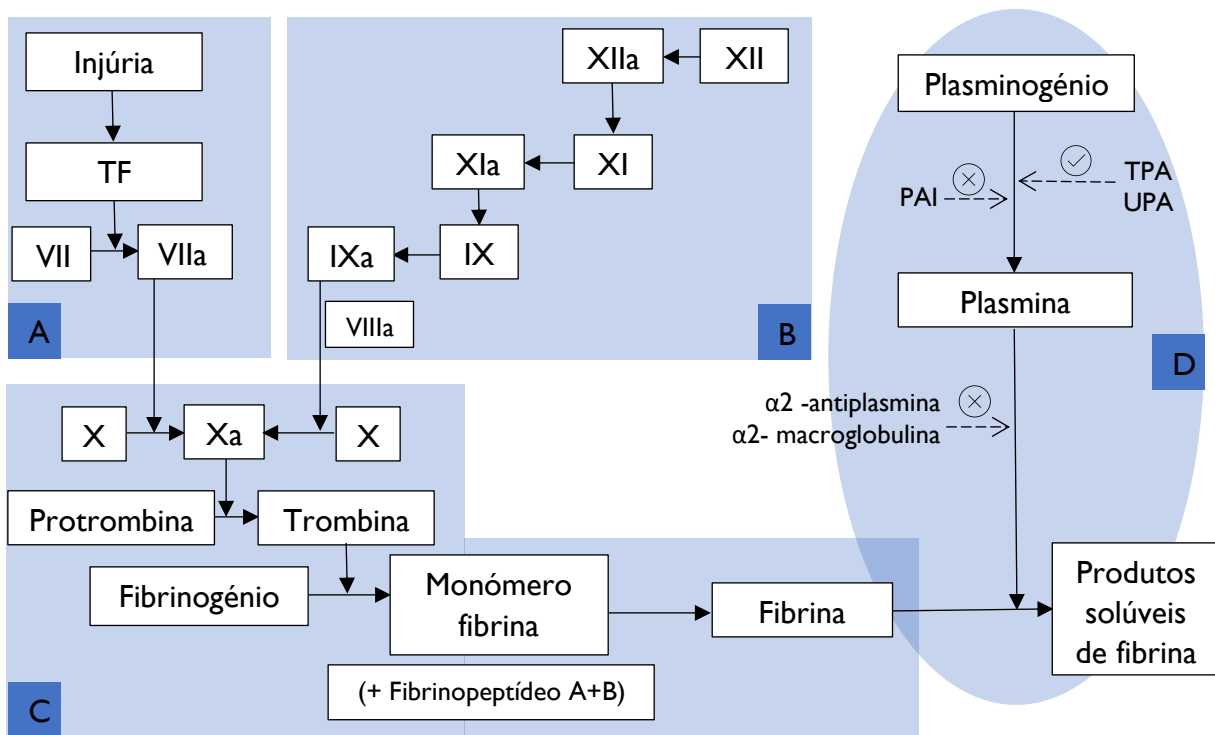 Injúria
TF
VII
VIIa
A
XIIa
XII
XIa
XI
IXa
IX
VIIIa
B
X
Xa
X
Protrombina
Trombina
Fibrinogénio
Monómero
fibrina
Fibrina
(+ Fibrinopeptídeo A+B)
C
Plasminogénio
PAI
TPA
UPA
Plasmina
D
α2 -antiplasmina
α2- macroglobulina
Produtos
solúveis
de fibrina